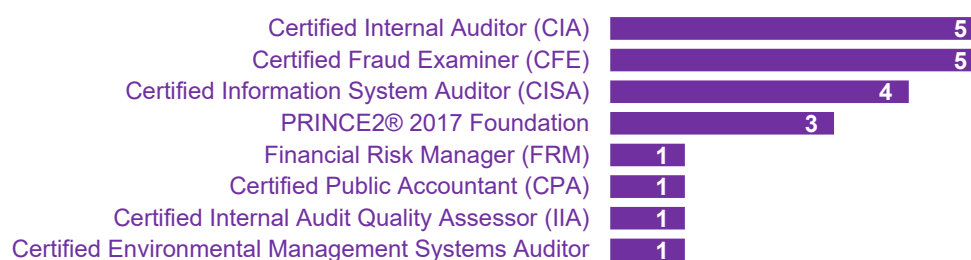 Certified Internal Auditor (CIA) 5
Certified Fraud Examiner (CFE) 5
Certified Information System Auditor (CISA) 4
PRINCE2® 2017 Foundation 3
Financial Risk Manager (FRM) 1
Certified Public Accountant (CPA) 1
Certified Internal Audit Quality Assessor (IIA) 1
Certified Environmental Management Systems Auditor 1